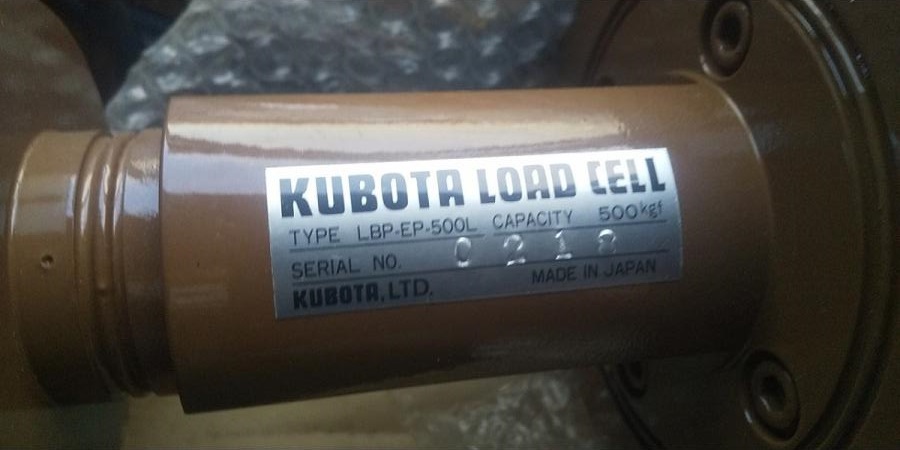 KUBOTA LOAD CELL
TYPE LBP-EP-500L CAPACITY 500kgf
SERIAL NO. 0218
KUBOTA, LTD. MADE IN JAPAN